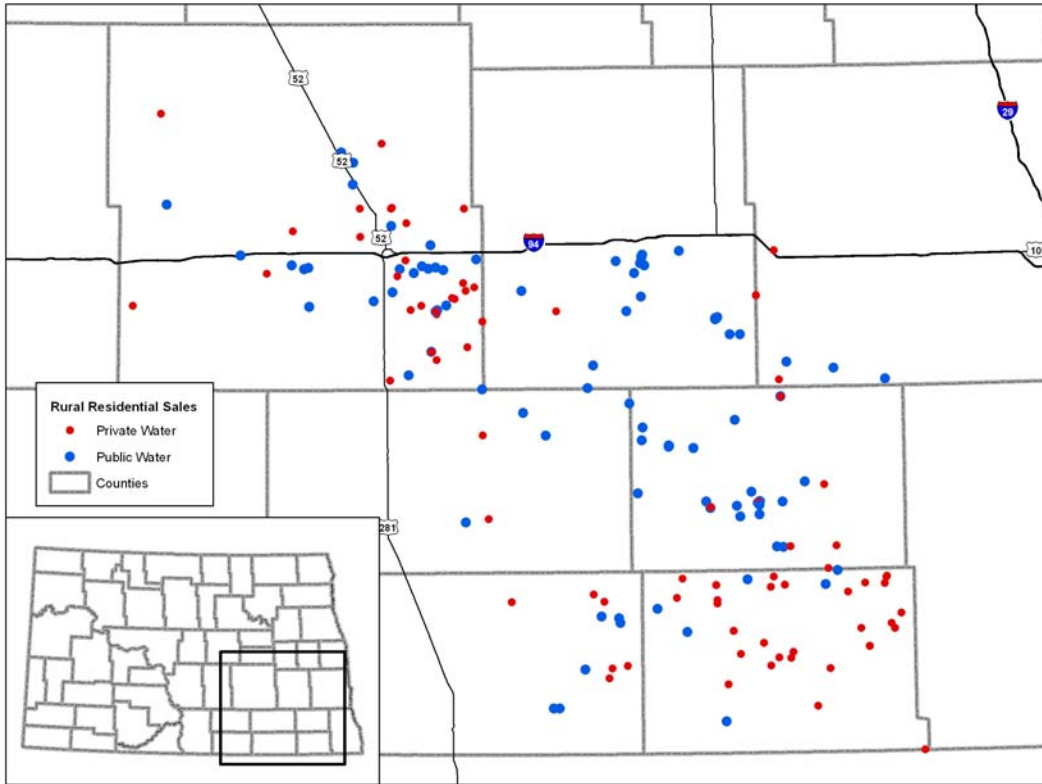 52
29
52
52
94
10
Rural Residential Sales
Private Water
Public Water
Counties
281